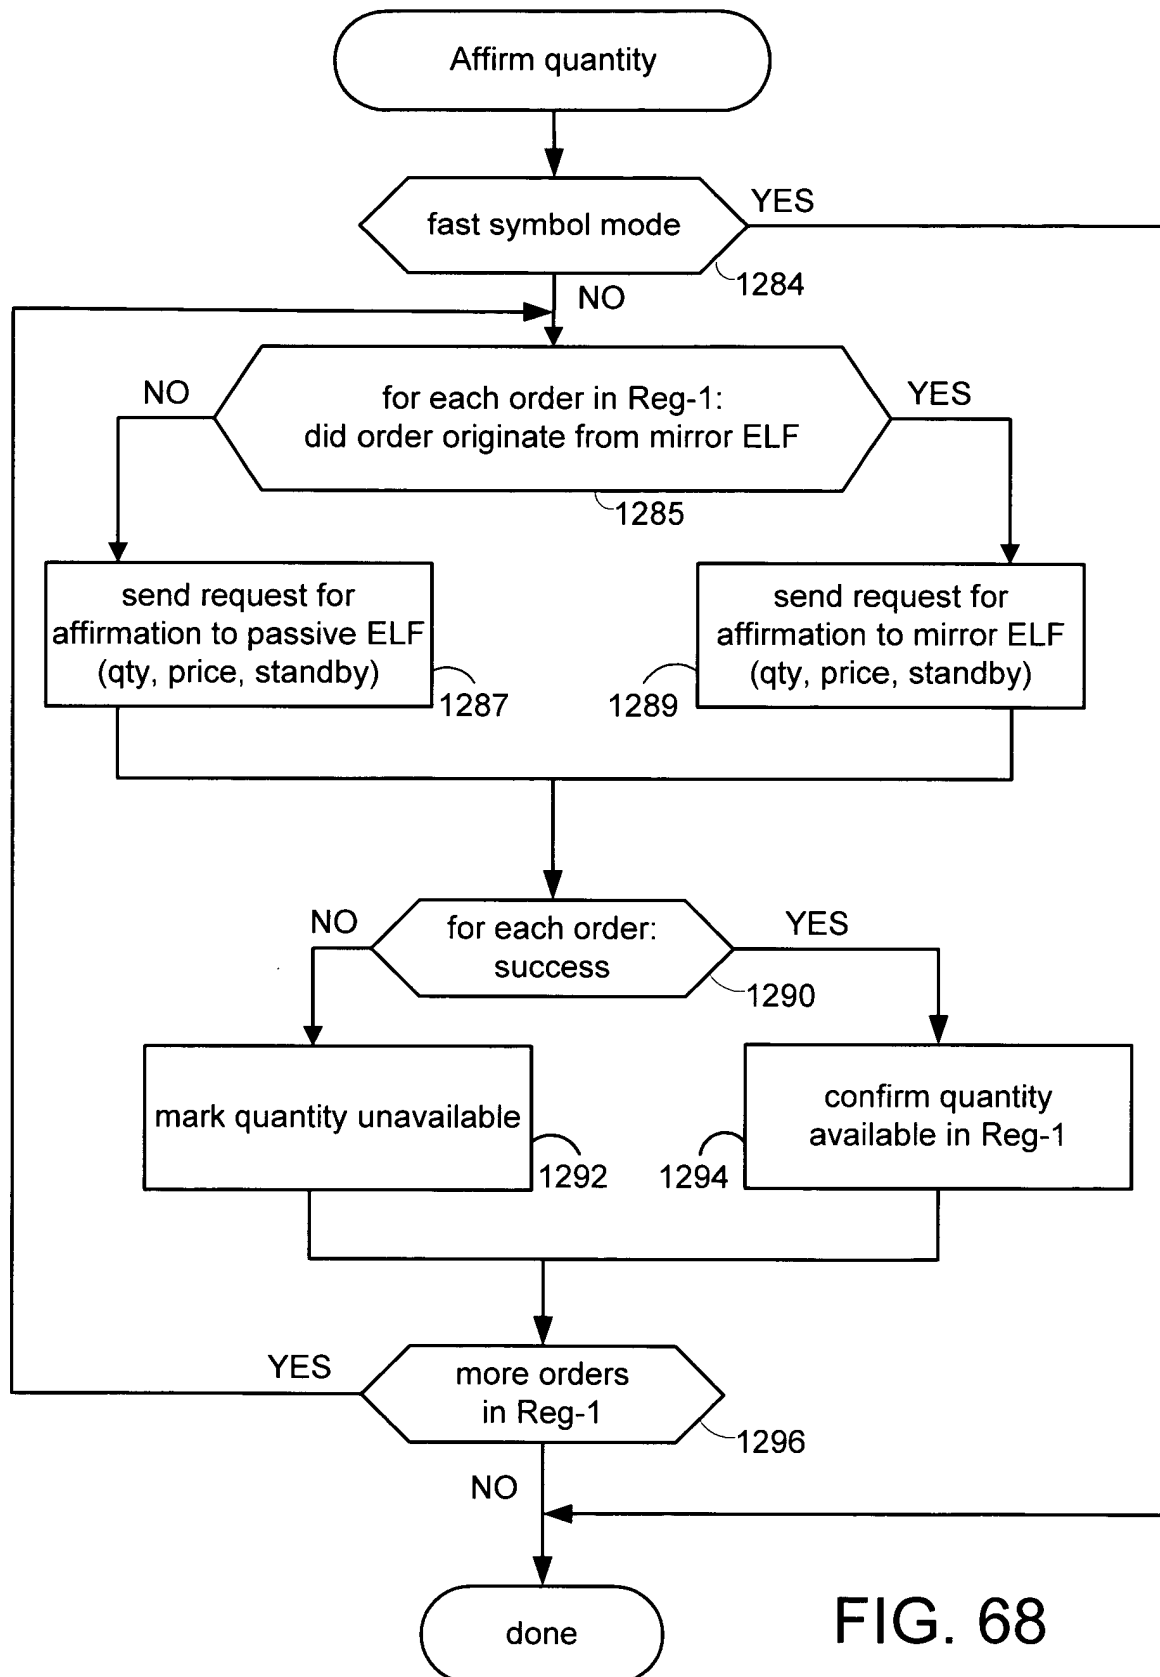 Affirm quantity
fast symbol mode
YES
1284
NO
for each order in Reg-1:
did order originate from mirror ELF
NO
YES
1285
send request for
affirmation to passive ELF
(qty, price, standby)
1287
send request for
affirmation to mirror ELF
(qty, price, standby)
1289
for each order:
success
NO
YES
1290
mark quantity unavailable
1292
confirm quantity
available in Reg-1
1294
more orders
in Reg-1
YES
1296
NO
done
FIG. 68